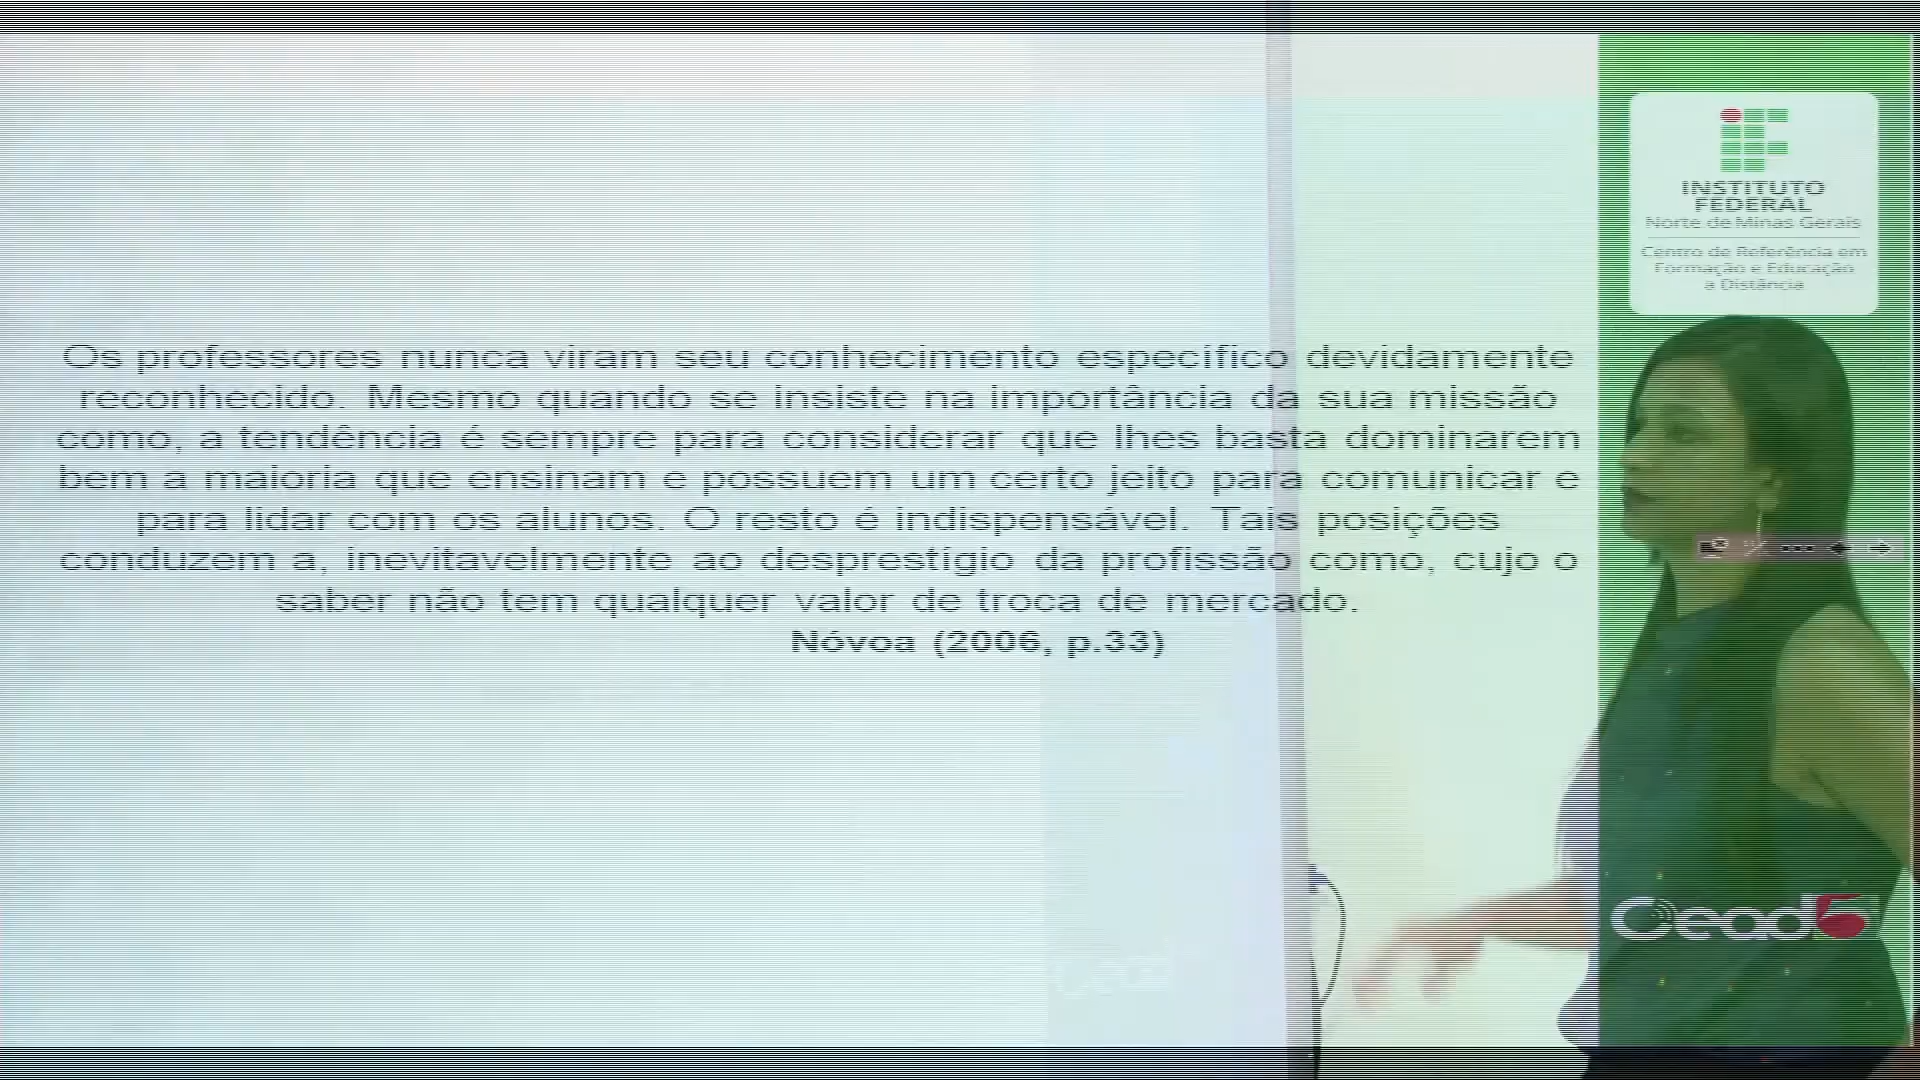 INSTITUTO
FEDERAL
Norte de Minas Gerais
Centro de Referência em
Formação e Educação
a Distância
Os professores nunca viram seu conhecimento específico devidamente
reconhecido. Mesmo quando se insiste na importância da sua missão
como, a tendência é sempre para considerar que lhes basta dominarem
bem a maioria que ensinam e possuem um certo jeito para comunicar e
para lidar com os alunos. O resto é indispensável. Tais posições
conduzem a, inevitavelmente ao desprestígio da profissão como, cujo o
saber não tem qualquer valor de troca de mercado.
Nóvoa (2006, p.33)
Cead5